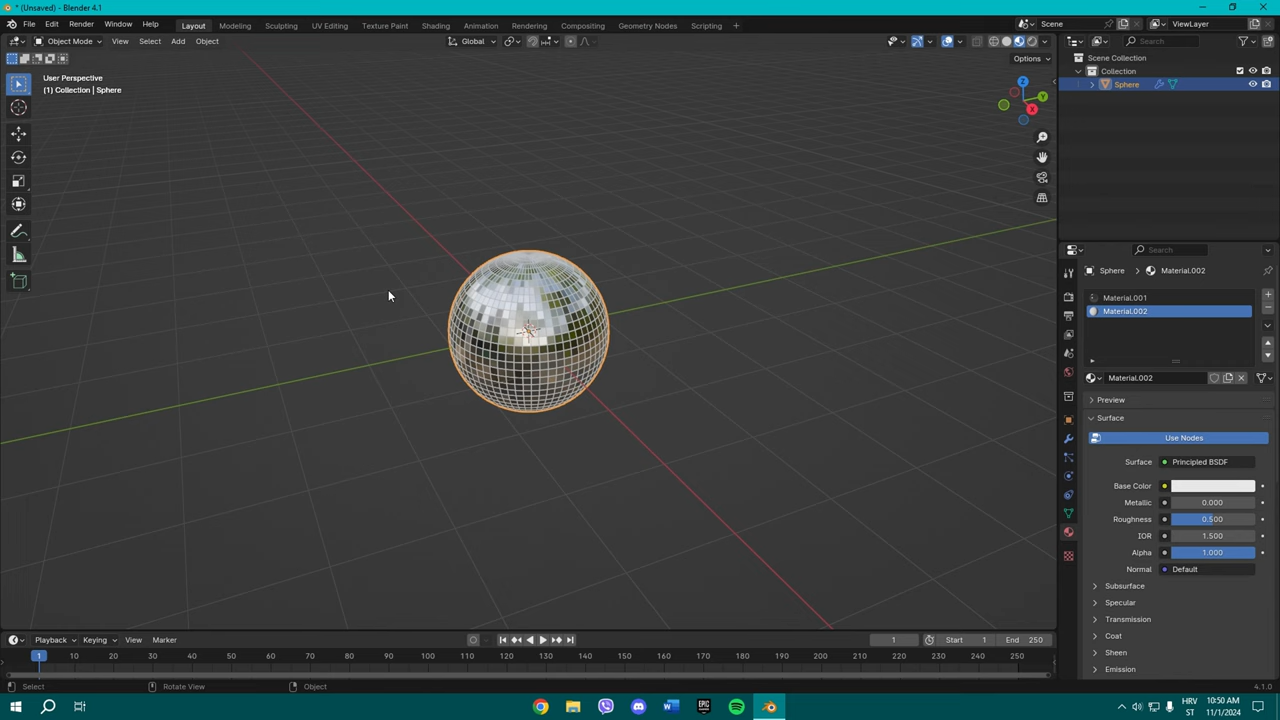 * (Unsaved) - Blender 4.1
File Edit Render Window Help Layout Modeling Sculpting UV Editing Texture Paint Shading Animation Rendering Compositing Geometry Nodes Scripting + Scene ViewLayer
Object Mode View Select Add Object Global Search
Options
User Perspective
(1) Collection | Sphere
Scene Collection
Collection
Sphere
Z
Y
X
Search
Sphere > Material.002
Material.001
Material.002
Material.002
Preview
Surface
Use Nodes
Surface Principled BSDF
Base Color
Metallic 0.000
Roughness 0.500
IOR 1.500
Alpha 1.000
Normal Default
Subsurface
Specular
Transmission
Coat
Sheen
Emission
Playback Keying View Marker 1 Start 1 End 250
1 10 20 30 40 50 60 70 80 90 100 110 120 130 140 150 160 170 180 190 200 210 220 230 240 250
Select Rotate View Object 4.1.0
HRV 10:50 AM
ST 11/1/2024
EPIC